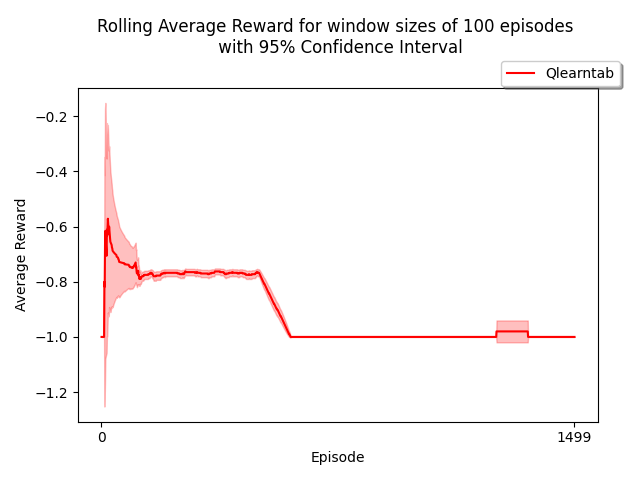 Rolling Average Reward for window sizes of 100 episodes
with 95% Confidence Interval
Qlearntab
−0.2
−0.4
−0.6
−0.8
−1.0
−1.2
Average Reward
0
1499
Episode